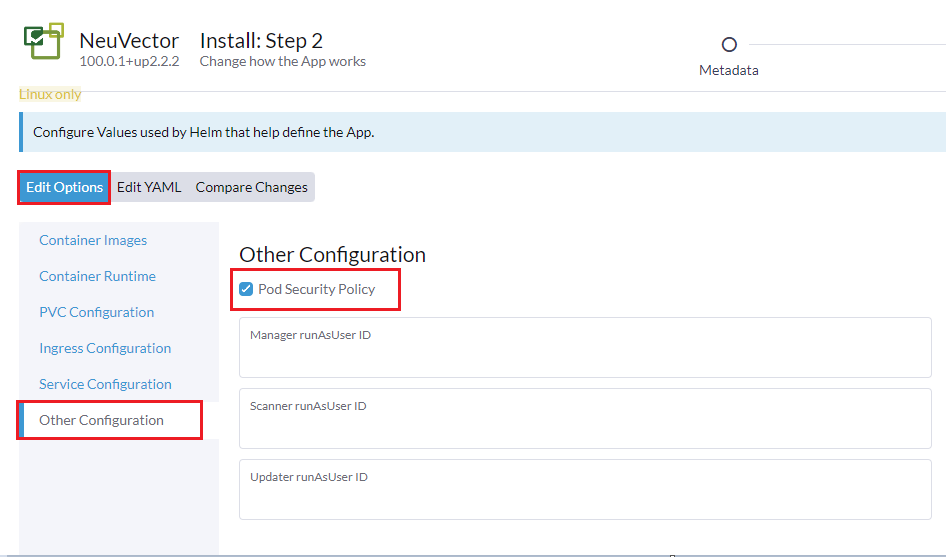 NeuVector
100.0.1+up2.2.2
Install: Step 2
Change how the App works
Metadata
Linux only
Configure Values used by Helm that help define the App.
Edit Options
Edit YAML
Compare Changes
Container Images
Container Runtime
PVC Configuration
Ingress Configuration
Service Configuration
Other Configuration
Other Configuration
Pod Security Policy
Manager runAsUser ID
Scanner runAsUser ID
Updater runAsUser ID